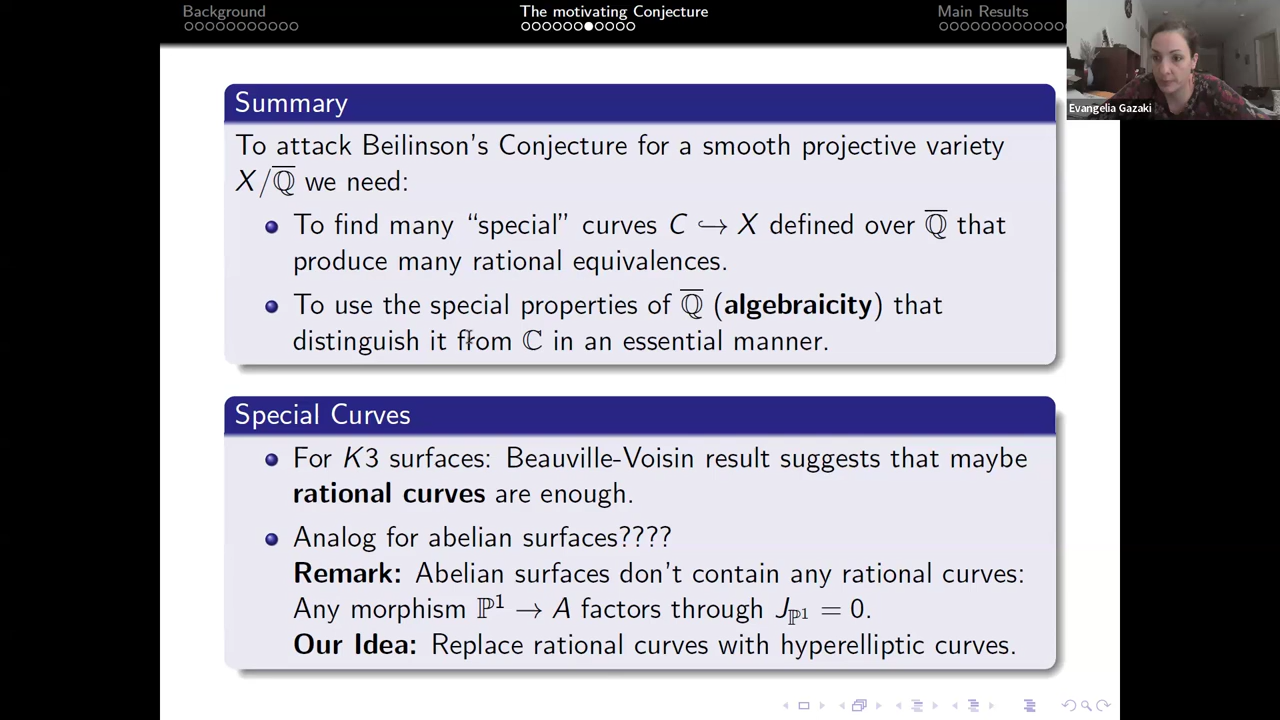 Background
The motivating Conjecture
Main Results
Evangelia Gazaki
Summary
To attack Beilinson's Conjecture for a smooth projective variety
X/ℚ̅ we need:
To find many “special” curves C ↪ X defined over ℚ̅ that
produce many rational equivalences.
To use the special properties of ℚ̅ (algebraicity) that
distinguish it from ℂ in an essential manner.
Special Curves
For K3 surfaces: Beauville-Voisin result suggests that maybe
rational curves are enough.
Analog for abelian surfaces????
Remark: Abelian surfaces don't contain any rational curves:
Any morphism ℙ¹ → A factors through J_ℙ¹ = 0.
Our Idea: Replace rational curves with hyperelliptic curves.